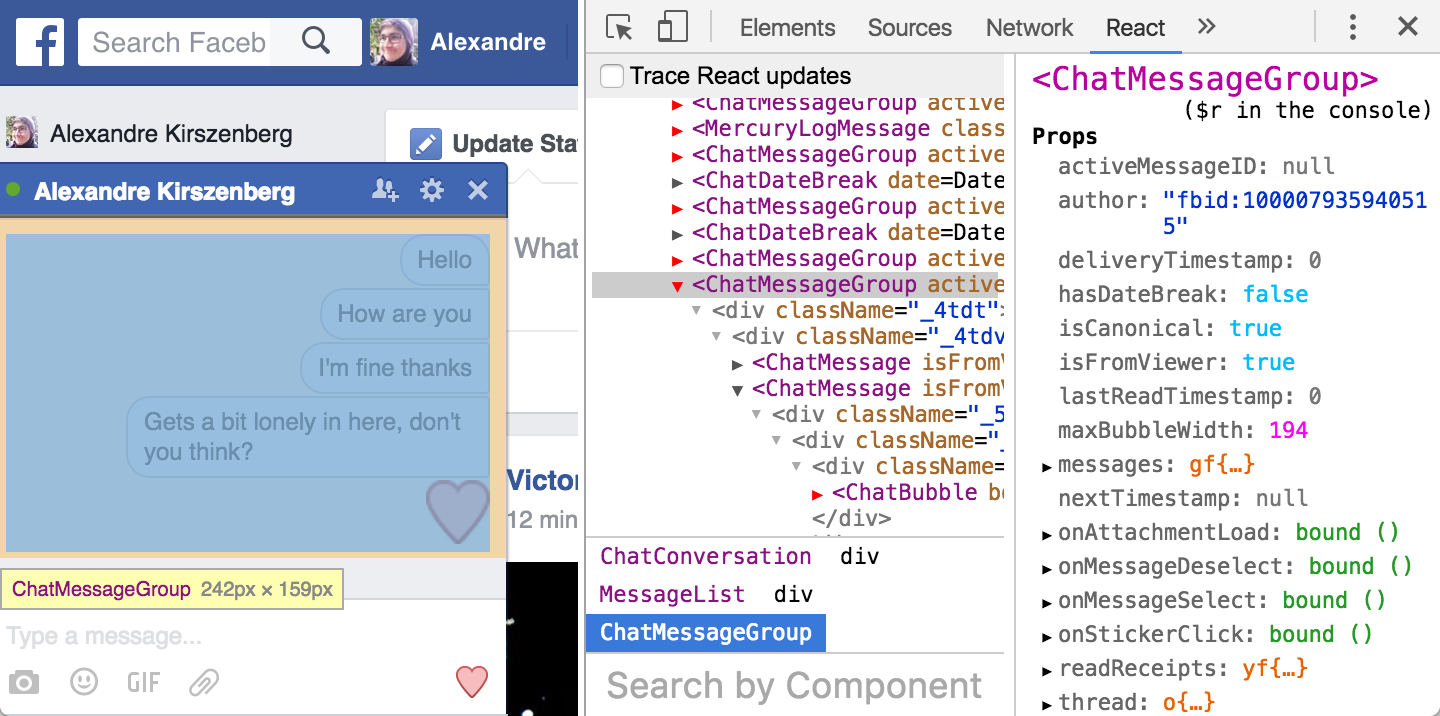 f
Search Faceb
Alexandre
Alexandre Kirszenberg
Update Sta
Alexandre Kirszenberg
What
Hello
How are you
I'm fine thanks
Gets a bit lonely in here, don't
you think?
Victor
12 min
ChatMessageGroup 242px × 159px
Type a message...
GIF
Elements Sources Network React »
Trace React updates
▶ <ChatMessageGroup active
▶ <MercuryLogMessage class
▶ <ChatMessageGroup active
▶ <ChatDateBreak date=Date
▶ <ChatMessageGroup active
▶ <ChatDateBreak date=Date
▶ <ChatMessageGroup active
▼ <ChatMessageGroup active
▼ <div className="_4tdt">
▼ <div className="_4tdv
▶ <ChatMessage isFromV
▼ <ChatMessage isFromV
▼ <div className="_5
▼ <div className="_
▼ <div className=
▶ <ChatBubble bo
</div>
ChatConversation div
MessageList div
ChatMessageGroup
Search by Component
<ChatMessageGroup>
($r in the console)
Props
activeMessageID: null
author: "fbid:10000793594051
5"
deliveryTimestamp: 0
hasDateBreak: false
isCanonical: true
isFromViewer: true
lastReadTimestamp: 0
maxBubbleWidth: 194
▶ messages: gf{…}
nextTimestamp: null
▶ onAttachmentLoad: bound ()
▶ onMessageDeselect: bound ()
▶ onMessageSelect: bound ()
▶ onStickerClick: bound ()
▶ readReceipts: yf{…}
▶ thread: o{…}